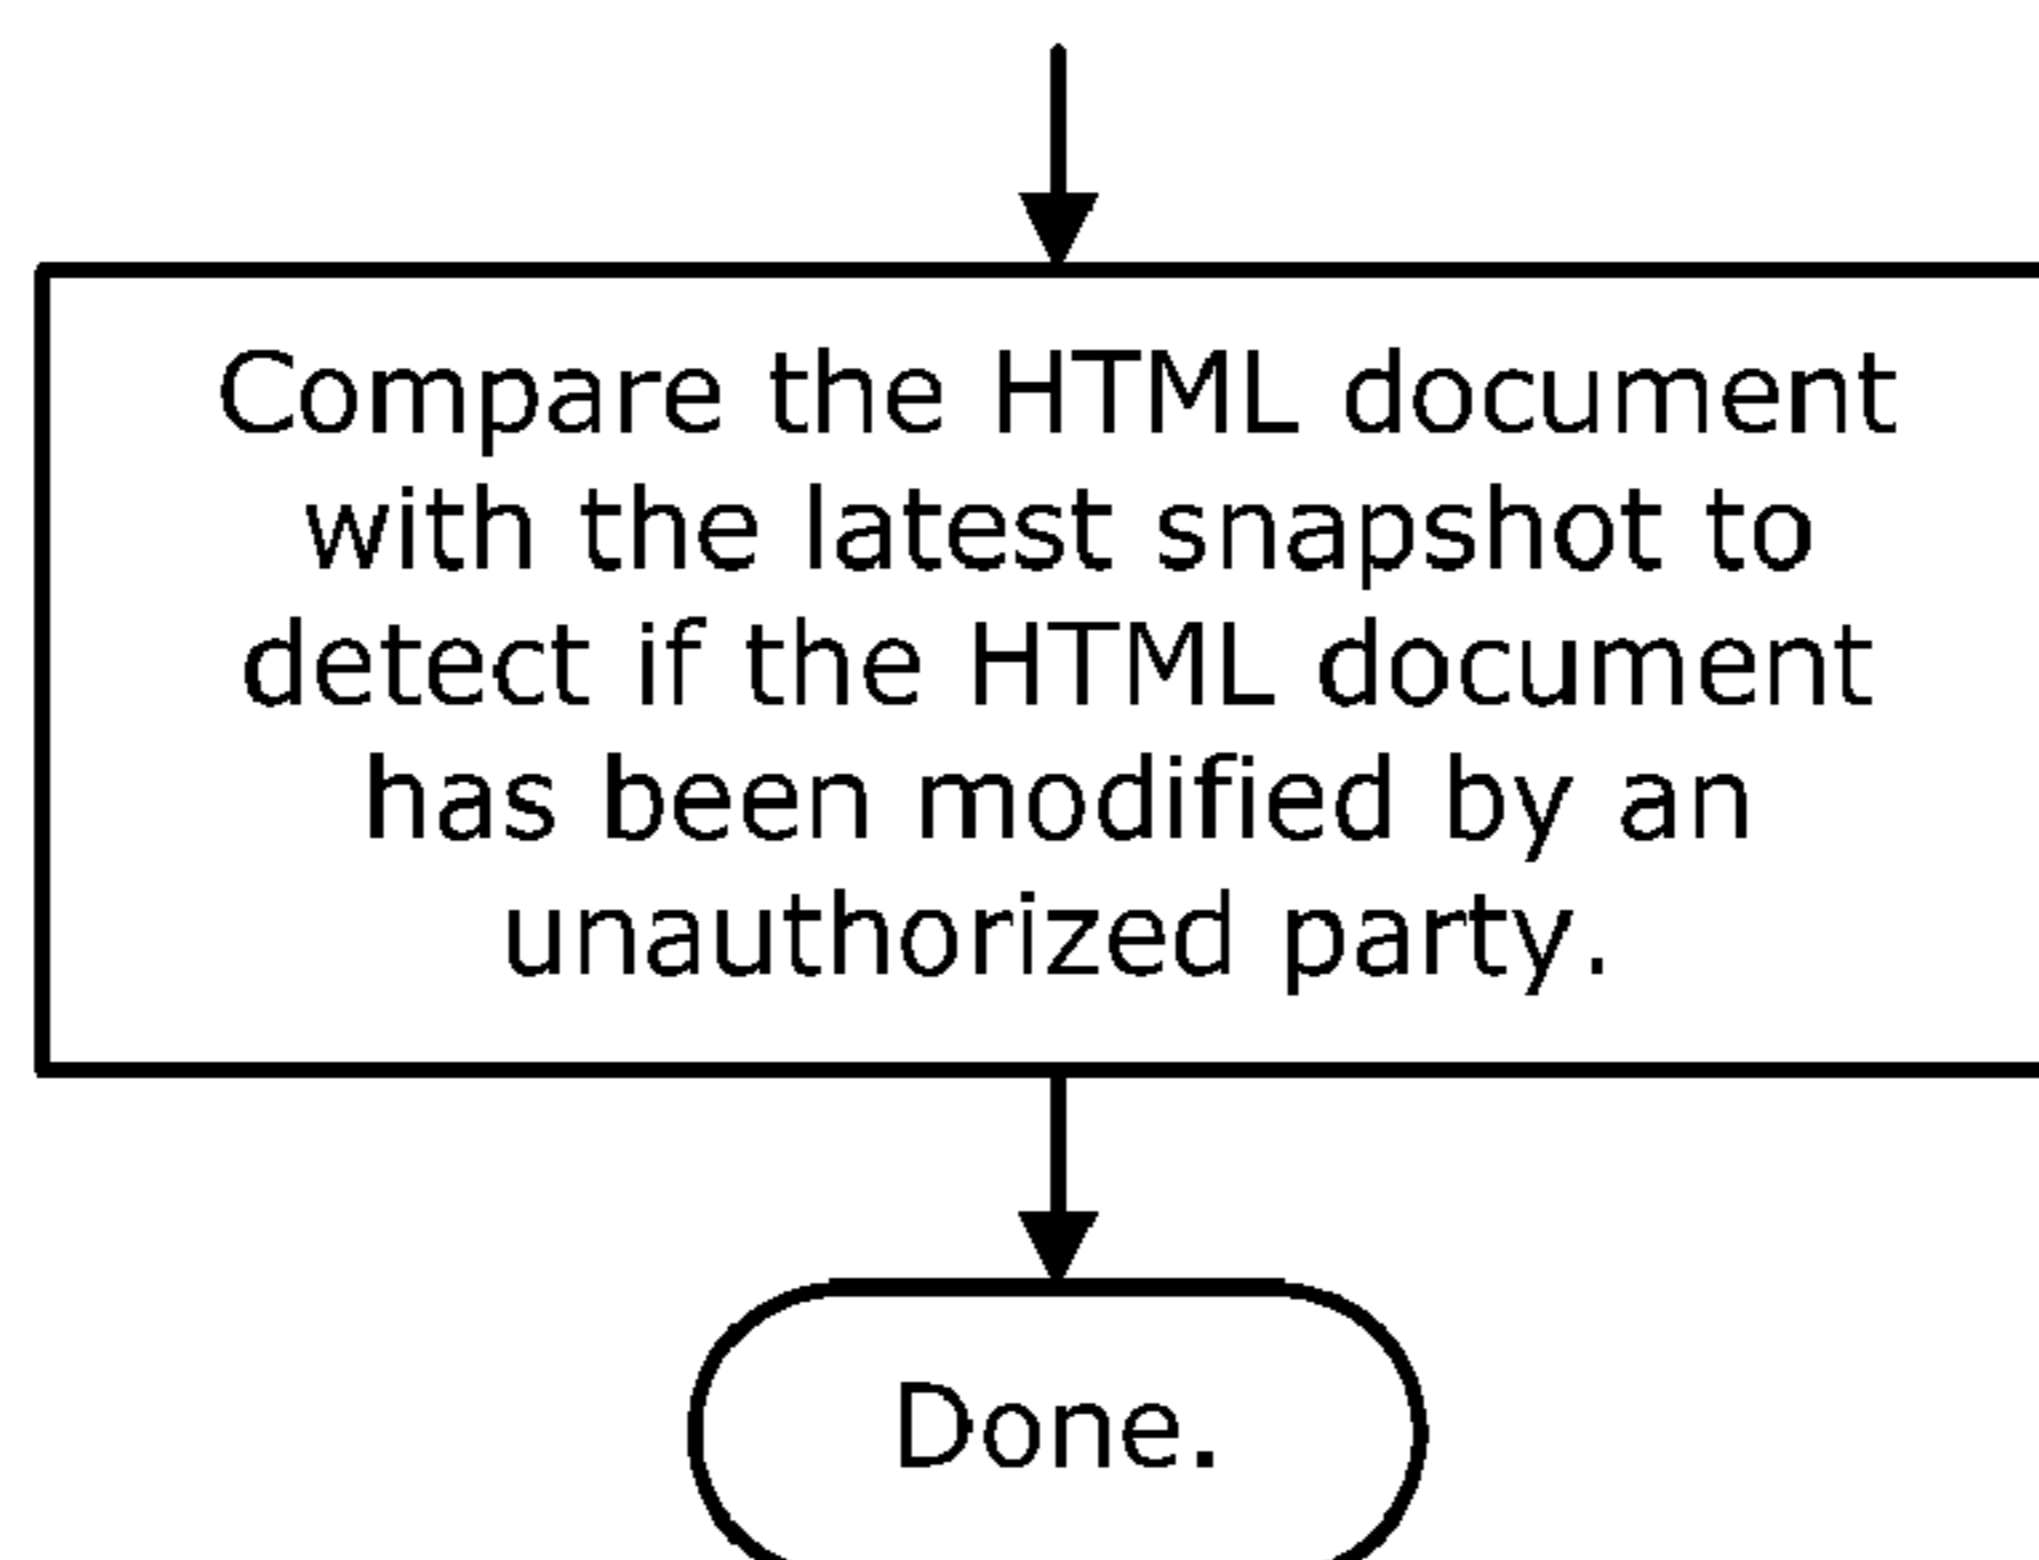 Compare the HTML document
with the latest snapshot to
detect if the HTML document
has been modified by an
unauthorized party.
Done.